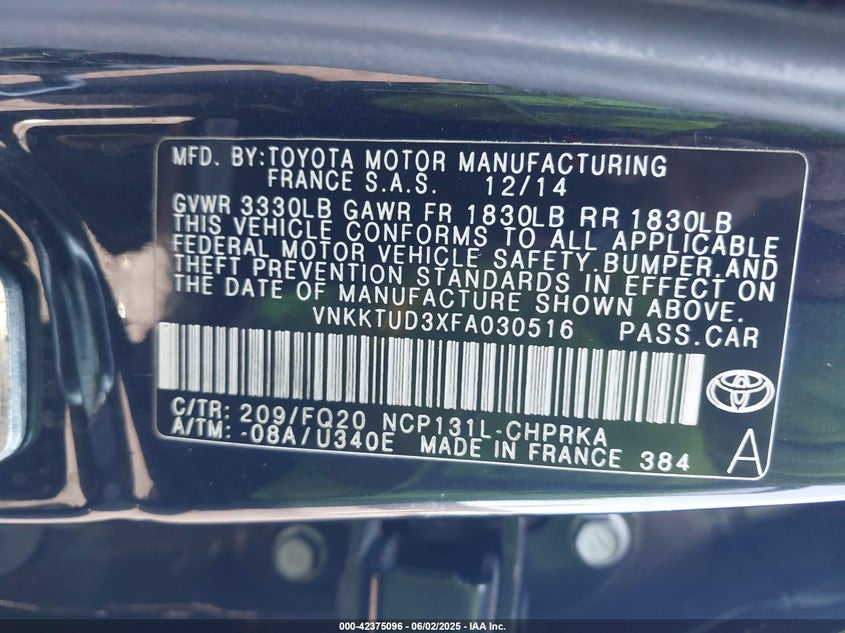 MFD. BY:TOYOTA MOTOR MANUFACTURING
FRANCE S.A.S. 12/14
GVWR 3330LB GAWR FR 1830LB RR 1830LB
THIS VEHICLE CONFORMS TO ALL APPLICABLE
FEDERAL MOTOR VEHICLE SAFETY.BUMPER.AND
THEFT PREVENTION STANDARDS IN EFFECT ON
THE DATE OF MANUFACTURE SHOWN ABOVE.
VNKKTUD3XFA030516 PASS.CAR
C/TR: 209/FQ20 NCP131L-CHPRKA
A/TM: -08A/U340E MADE IN FRANCE 384
A
000-42375096 - 06/02/2025 - IAA Inc.